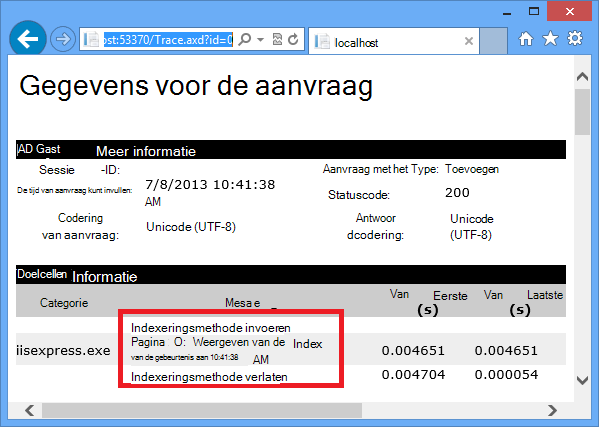 ost:53370/Trace.axd?id=0
localhost
Gegevens voor de aanvraag
AD Gast Meer informatie
Sessie -ID: Aanvraag met het Type: Toevoegen
De tijd van aanvraag kunt invullen: 7/8/2013 10:41:38 AM Statuscode: 200
Codering van aanvraag: Unicode (UTF-8) Antwoor dcodering: Unicode (UTF-8)
Doelcellen Informatie
Categorie Mesa e Van Eerste (s) Van Laatste (s)
Indexeringsmethode invoeren
iisexpress.exe Pagina O: Weergeven van de Index 0.004651 0.004651
van de gebeurtenis aan 10:41:38 AM
Indexeringsmethode verlaten 0.004704 0.000054